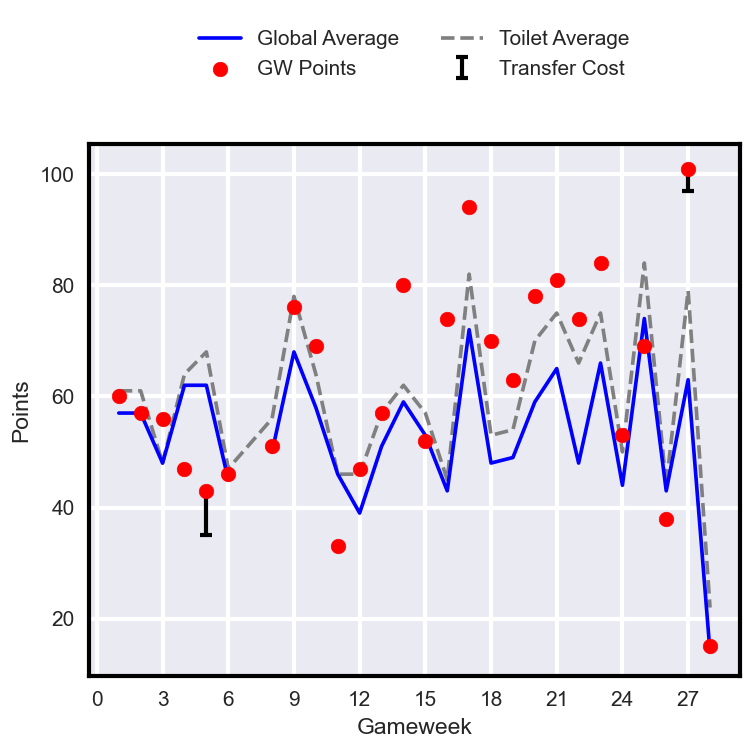 Global Average
Toilet Average
GW Points
Transfer Cost
100
80
60
40
20
Points
0 3 6 9 12 15 18 21 24 27
Gameweek